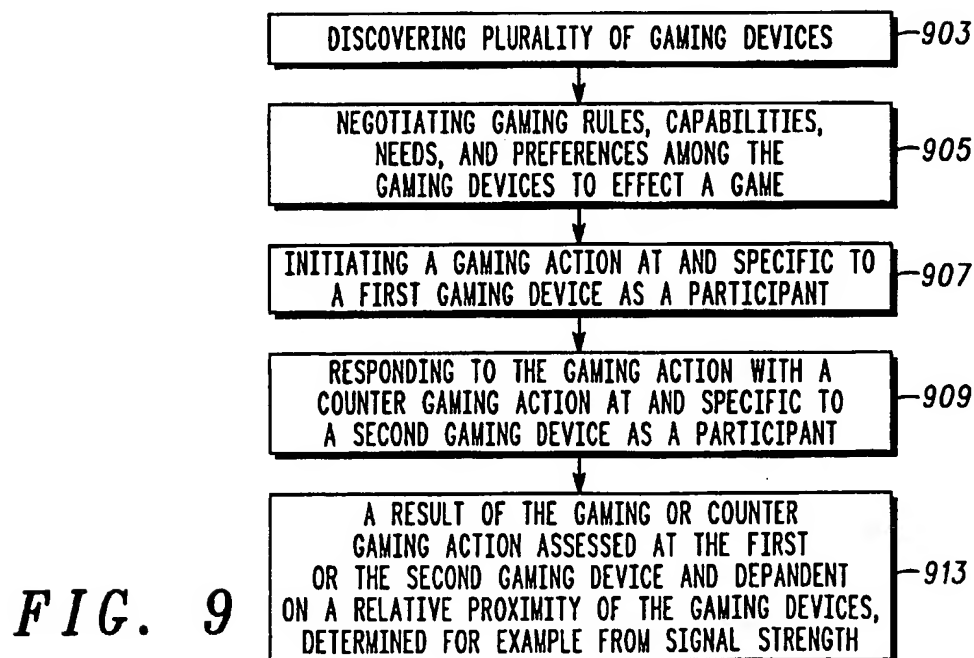 DISCOVERING PLURALITY OF GAMING DEVICES
903
NEGOTIATING GAMING RULES, CAPABILITIES,
NEEDS, AND PREFERENCES AMONG THE
GAMING DEVICES TO EFFECT A GAME
905
INITIATING A GAMING ACTION AT AND SPECIFIC TO
A FIRST GAMING DEVICE AS A PARTICIPANT
907
RESPONDING TO THE GAMING ACTION WITH A
COUNTER GAMING ACTION AT AND SPECIFIC TO
A SECOND GAMING DEVICE AS A PARTICIPANT
909
A RESULT OF THE GAMING OR COUNTER
GAMING ACTION ASSESSED AT THE FIRST
OR THE SECOND GAMING DEVICE AND DEPANDENT
ON A RELATIVE PROXIMITY OF THE GAMING DEVICES,
DETERMINED FOR EXAMPLE FROM SIGNAL STRENGTH
913
FIG. 9